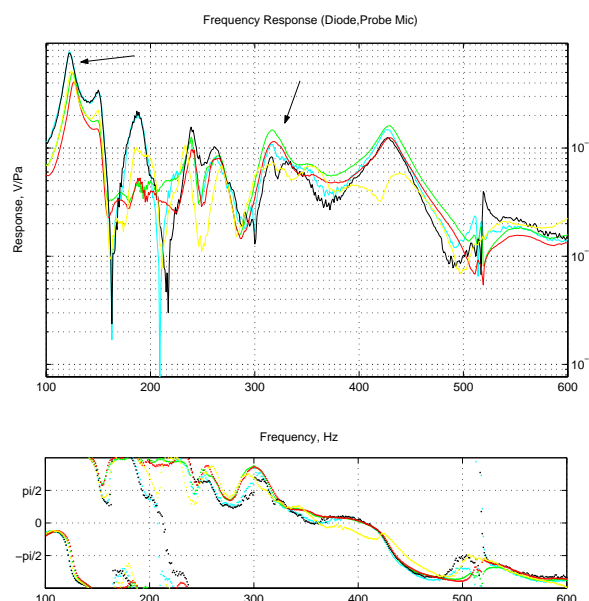 Frequency Response (Diode,Probe Mic)
Response, V/Pa
10⁻
10⁻
10⁻
100 200 300 400 500 600
Frequency, Hz
pi/2
0
−pi/2
100 200 300 400 500 600